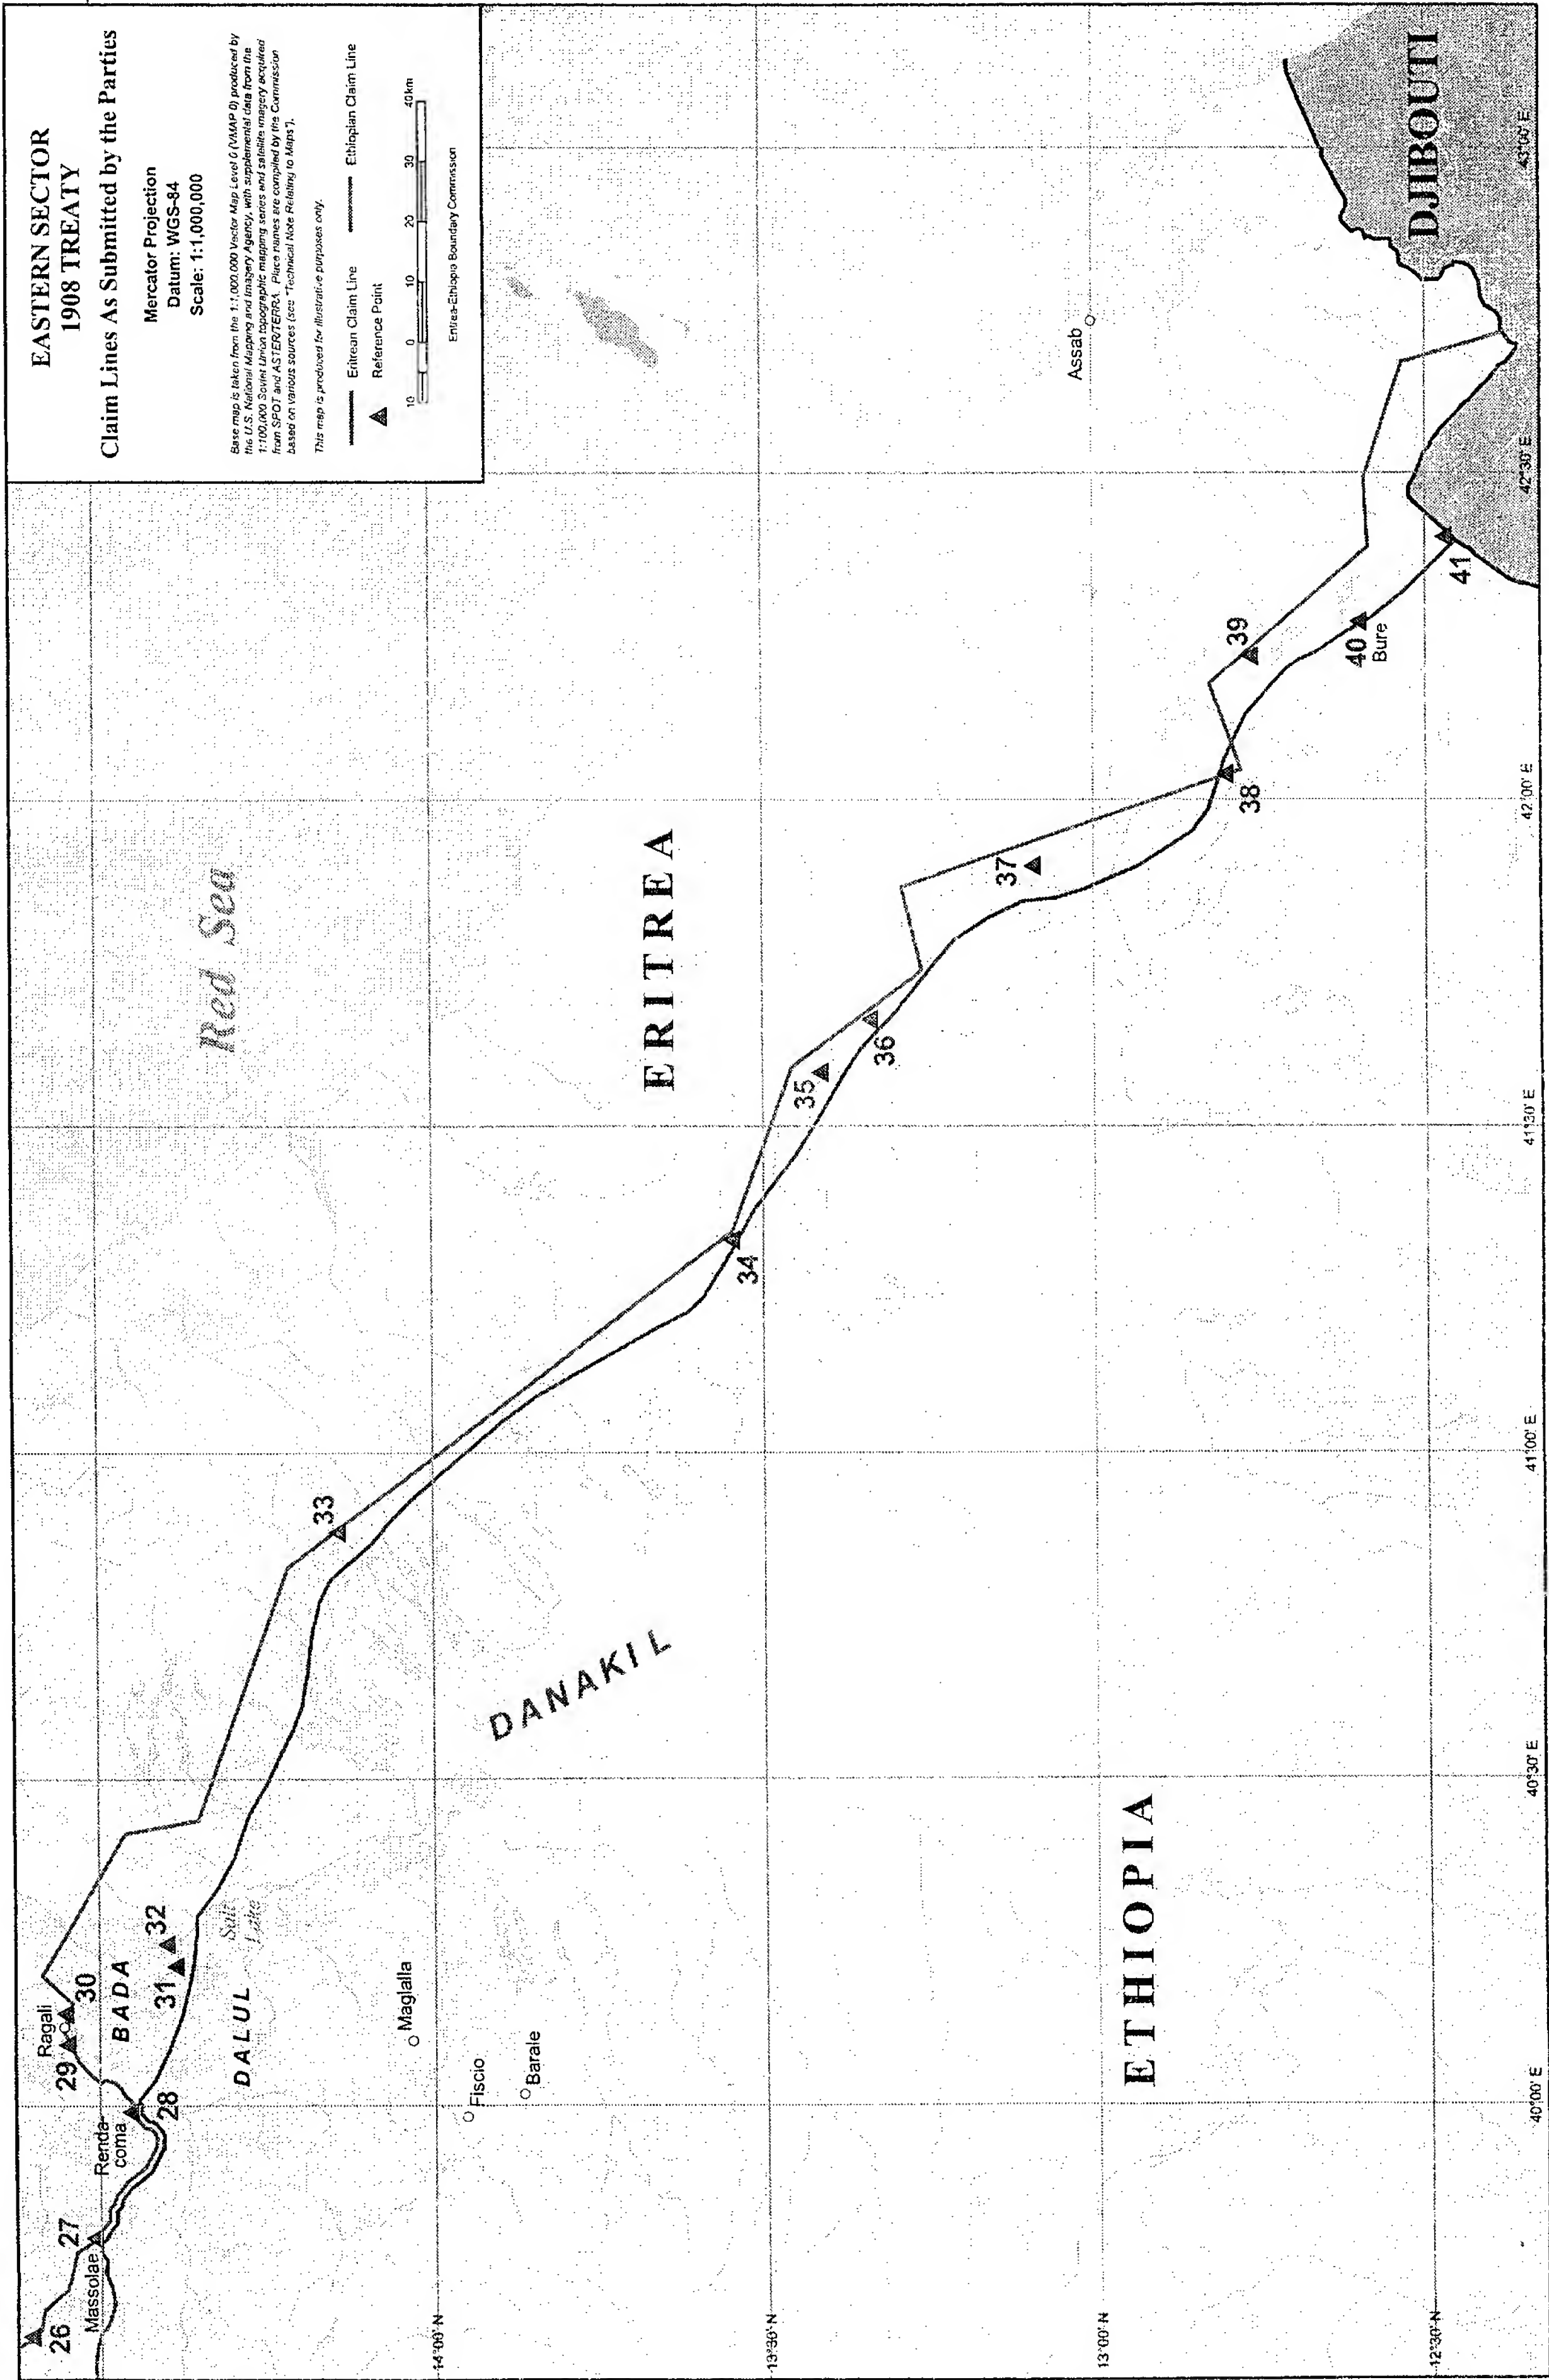 EASTERN SECTOR
1908 TREATY
Claim Lines As Submitted by the Parties
Mercator Projection
Datum: WGS-84
Scale: 1:1,000,000
Base map is taken from the 1:1,000,000 Vector Map Level 0 (VMAP 0) produced by
the U.S. National Mapping and Imagery Agency, with supplemental data from the
1:100,000 Soviet Union topographic mapping series and satellite imagery acquired
from SPOT and ASTER/TERRA. Place names are compiled by the Commission
based on various sources (see "Technical Note Relating to Maps").
This map is produced for illustrative purposes only.
Eritrean Claim Line
Ethiopian Claim Line
Reference Point
10 0 10 20 30 40km
Eritrea-Ethiopia Boundary Commission
26
Massolae
27
Renda-
coma
28
29
Ragali
30
BADA
31
32
DALUL
Salt
Lake
Maglalla
Fiscio
Barale
DANAKIL
33
Red Sea
ERITREA
34
35
36
37
38
39
40
Bure
41
Assab
DJIBOUTI
ETHIOPIA
14°00' N
13°30' N
13°00' N
12°30' N
40°00' E
40°30' E
41°00' E
41°30' E
42°00' E
42°30' E
43°00' E